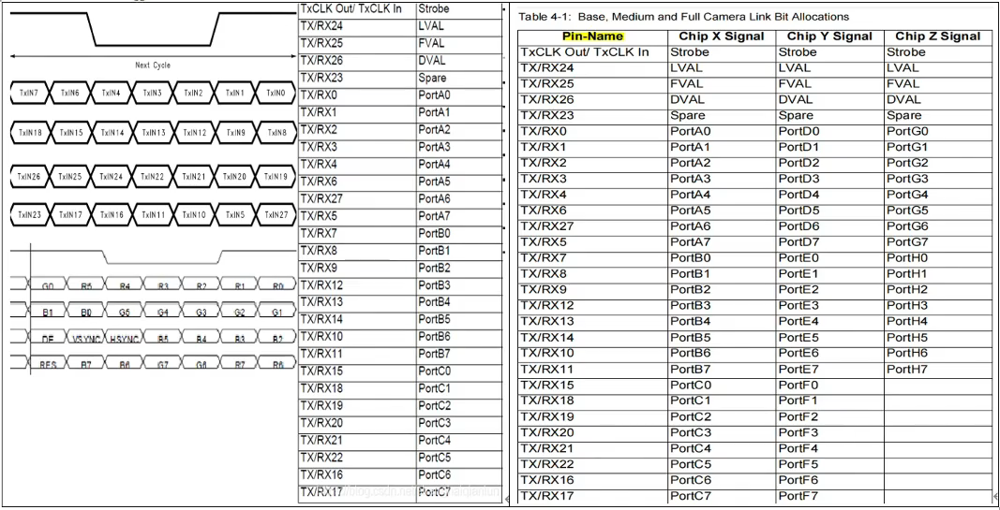 Next Cycle
TxIN7 TxIN6 TxIN4 TxIN3 TxIN2 TxIN1 TxIN0
TxIN18 TxIN15 TxIN14 TxIN13 TxIN12 TxIN9 TxIN8
TxIN26 TxIN25 TxIN24 TxIN22 TxIN21 TxIN20 TxIN19
TxIN23 TxIN17 TxIN16 TxIN11 TxIN10 TxIN5 TxIN27
G0 R5 R4 R3 R2 R1 R0
B1 B0 G5 G4 G3 G2 G1
DE VSYNC HSYNC B5 B4 B3 B2
RES B7 B6 G7 G6 R7 R6
TxCLK Out/ TxCLK In Strobe
TX/RX24 LVAL
TX/RX25 FVAL
TX/RX26 DVAL
TX/RX23 Spare
TX/RX0 PortA0
TX/RX1 PortA1
TX/RX2 PortA2
TX/RX3 PortA3
TX/RX4 PortA4
TX/RX6 PortA5
TX/RX27 PortA6
TX/RX5 PortA7
TX/RX7 PortB0
TX/RX8 PortB1
TX/RX9 PortB2
TX/RX12 PortB3
TX/RX13 PortB4
TX/RX14 PortB5
TX/RX10 PortB6
TX/RX11 PortB7
TX/RX15 PortC0
TX/RX18 PortC1
TX/RX19 PortC2
TX/RX20 PortC3
TX/RX21 PortC4
TX/RX22 PortC5
TX/RX16 PortC6
TX/RX17 PortC7
Table 4-1: Base, Medium and Full Camera Link Bit Allocations
Pin-Name Chip X Signal Chip Y Signal Chip Z Signal
TxCLK Out/ TxCLK In Strobe Strobe Strobe
TX/RX24 LVAL LVAL LVAL
TX/RX25 FVAL FVAL FVAL
TX/RX26 DVAL DVAL DVAL
TX/RX23 Spare Spare Spare
TX/RX0 PortA0 PortD0 PortG0
TX/RX1 PortA1 PortD1 PortG1
TX/RX2 PortA2 PortD2 PortG2
TX/RX3 PortA3 PortD3 PortG3
TX/RX4 PortA4 PortD4 PortG4
TX/RX6 PortA5 PortD5 PortG5
TX/RX27 PortA6 PortD6 PortG6
TX/RX5 PortA7 PortD7 PortG7
TX/RX7 PortB0 PortE0 PortH0
TX/RX8 PortB1 PortE1 PortH1
TX/RX9 PortB2 PortE2 PortH2
TX/RX12 PortB3 PortE3 PortH3
TX/RX13 PortB4 PortE4 PortH4
TX/RX14 PortB5 PortE5 PortH5
TX/RX10 PortB6 PortE6 PortH6
TX/RX11 PortB7 PortE7 PortH7
TX/RX15 PortC0 PortF0
TX/RX18 PortC1 PortF1
TX/RX19 PortC2 PortF2
TX/RX20 PortC3 PortF3
TX/RX21 PortC4 PortF4
TX/RX22 PortC5 PortF5
TX/RX16 PortC6 PortF6
TX/RX17 PortC7 PortF7